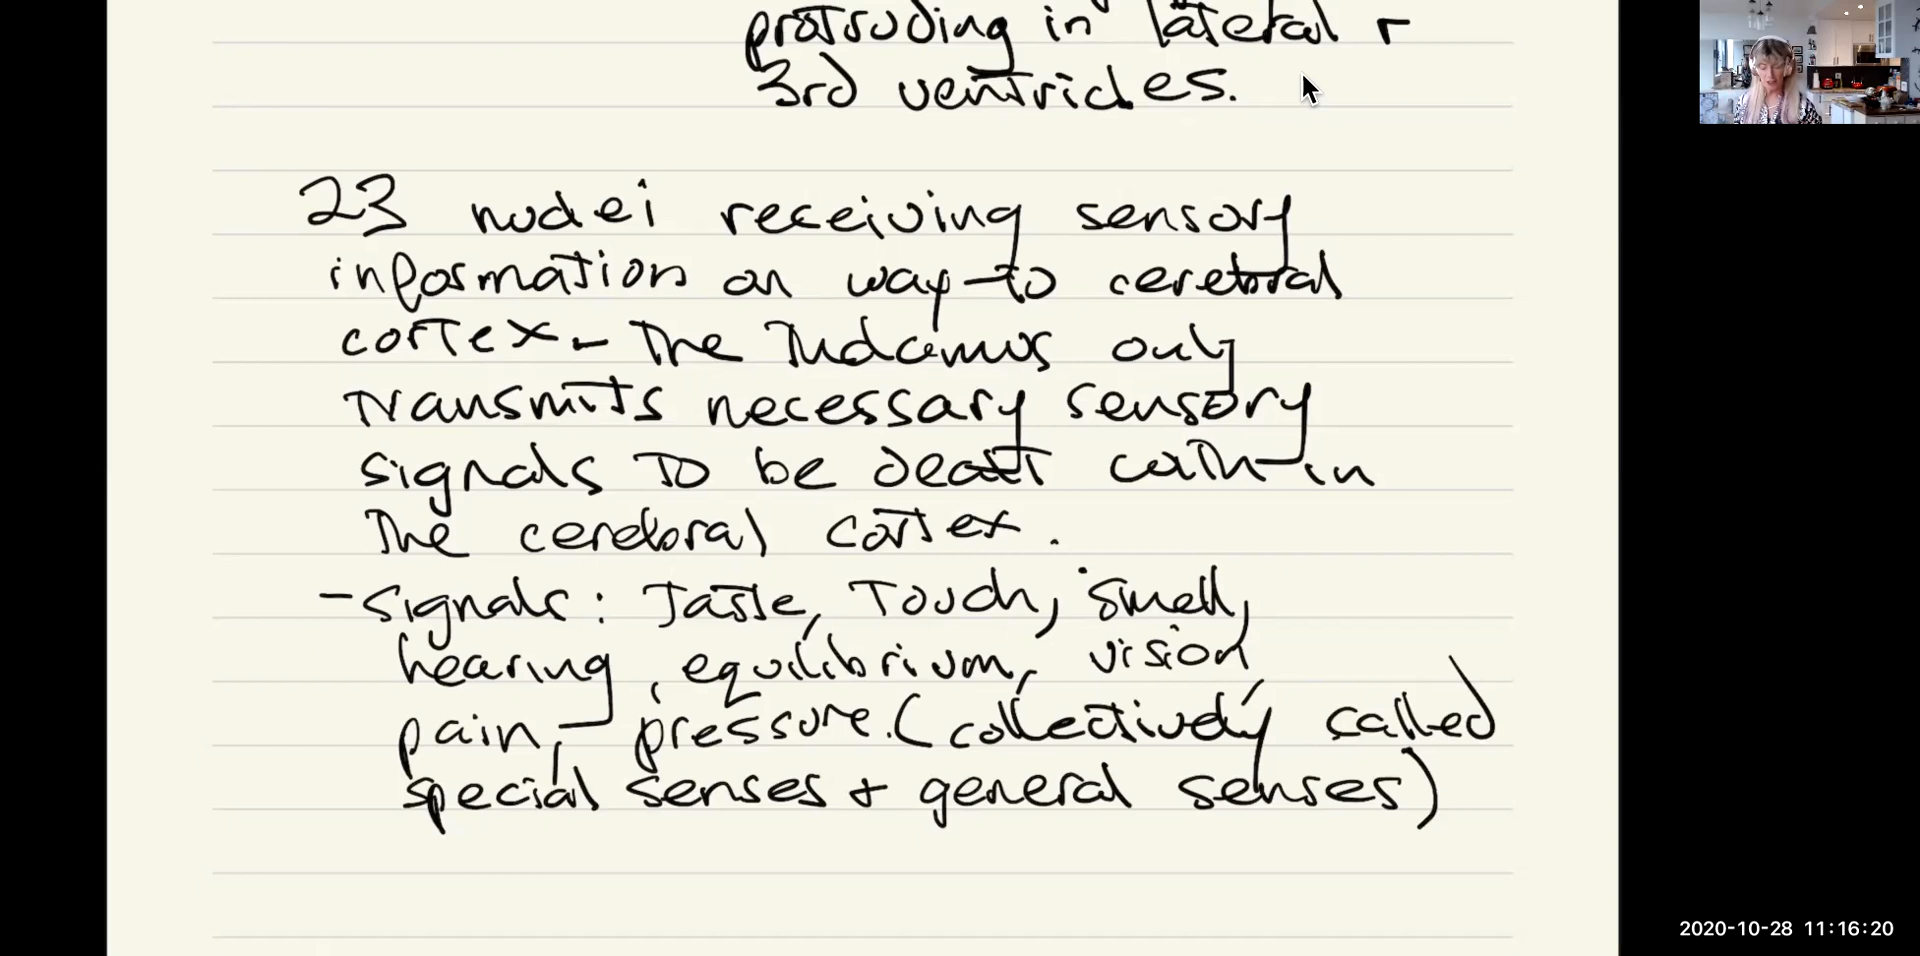 protruding in lateral +
3rd ventricles.
23 nuclei receiving sensory
information on way to cerebral
cortex - The Thalamus only
transmits necessary sensory
signals to be dealt with in
the cerebral cortex.
- Signals: Taste, Touch, Smell,
hearing, equilibrium, vision
pain, pressure. (collectively called
special senses + general senses)
2020-10-28 11:16:20